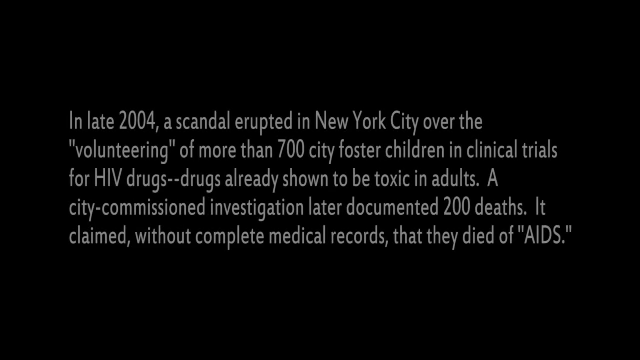 In late 2004, a scandal erupted in New York City over the
"volunteering" of more than 700 city foster children in clinical trials
for HIV drugs--drugs already shown to be toxic in adults.  A
city-commissioned investigation later documented 200 deaths.  It
claimed, without complete medical records, that they died of "AIDS."